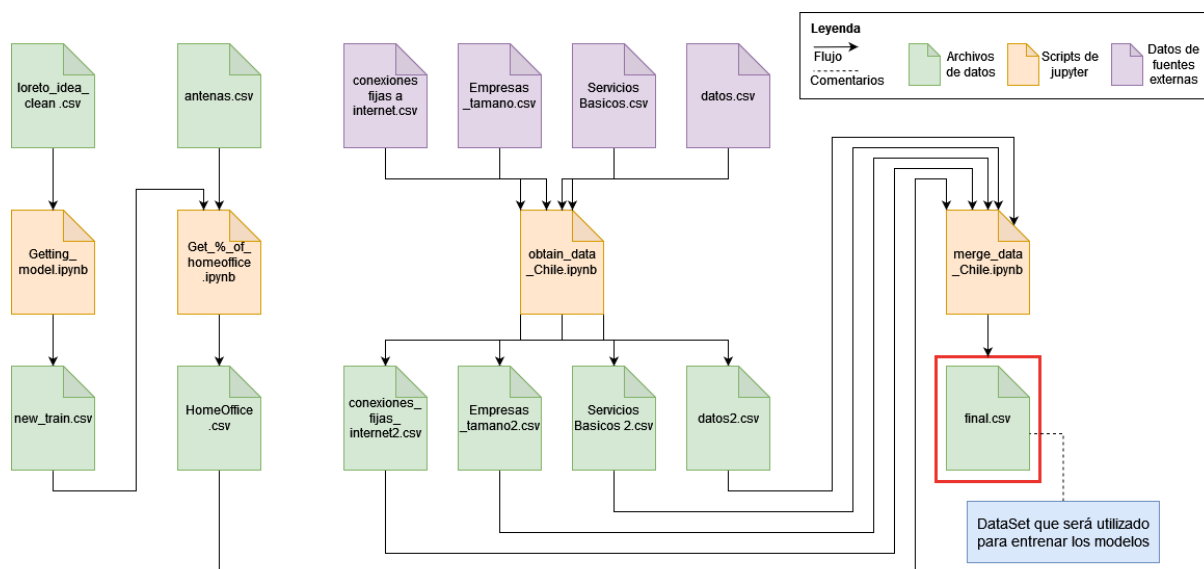 Leyenda
Flujo
Comentarios
Archivos
de datos
Scripts de
jupyter
Datos de
fuentes
externas
loreto_idea_
clean .csv
antenas.csv
conexiones
fijas a
internet.csv
Empresas
_tamano.csv
Servicios
Basicos.csv
datos.csv
Getting_
model.ipynb
Get_%_of_
homeoffice
.ipynb
obtain_data
_Chile.ipynb
merge_data
_Chile.ipynb
new_train.csv
HomeOffice
.csv
conexiones_
fijas_
internet2.csv
Empresas
_tamano2.csv
Servicios
Basicos 2.csv
datos2.csv
final.csv
DataSet que será utilizado
para entrenar los modelos